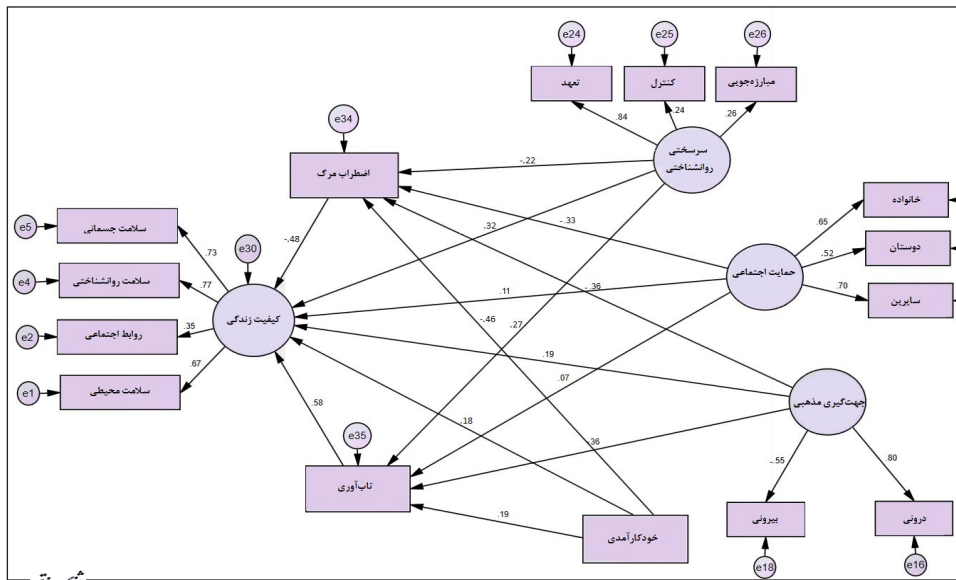 e24
e25
e26
تعهد
کنترل
مبارزه‌جویی
.84
.24
.26
e34
سرسختی
روانشناختی
اضطراب مرگ
-.22
خانواده
e5
سلامت جسمانی
e30
-.48
.32
-.33
.65
.73
دوستان
.52
حمایت اجتماعی
e4
سلامت روانشناختی
.77
.11
-.36
.70
سایرین
کیفیت زندگی
e2
روابط اجتماعی
.35
-.46
.27
.19
e1
سلامت محیطی
.67
.07
جهت‌گیری مذهبی
.58
.18
e35
.36
-.55
.80
تاب‌آوری
.19
خودکارآمدی
بیرونی
درونی
e18
e16